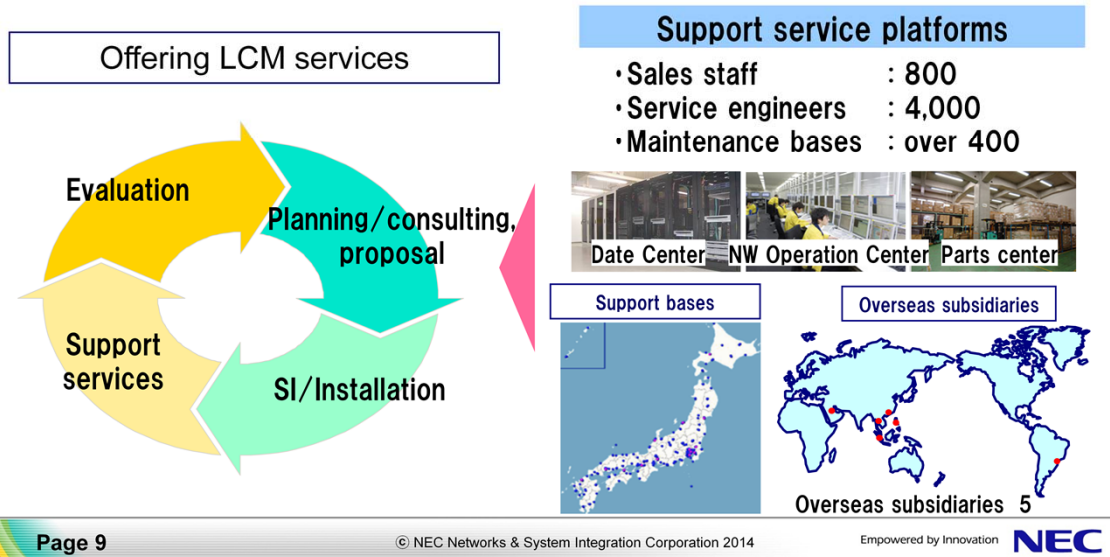 Offering LCM services
Evaluation
Planning/consulting,
proposal
SI/Installation
Support
services
Support service platforms
・Sales staff : 800
・Service engineers : 4,000
・Maintenance bases : over 400
Date Center
NW Operation Center
Parts center
Support bases
Overseas subsidiaries
Overseas subsidiaries 5
Page 9
© NEC Networks & System Integration Corporation 2014
Empowered by Innovation
NEC